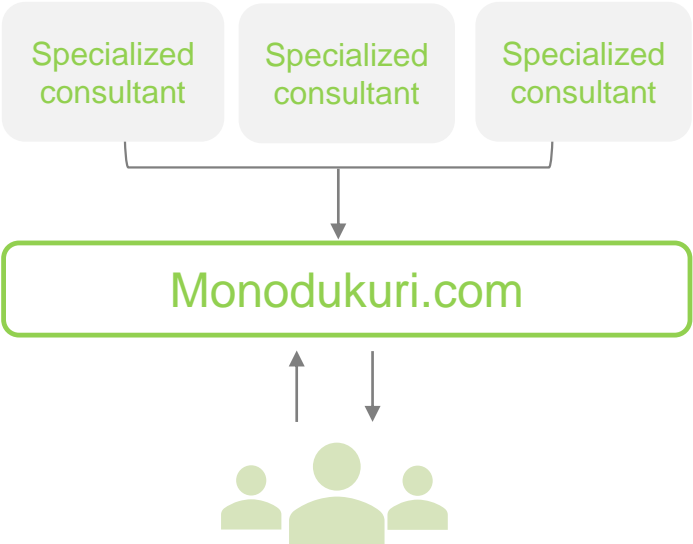 Specialized
consultant
Specialized
consultant
Specialized
consultant
Monodukuri.com